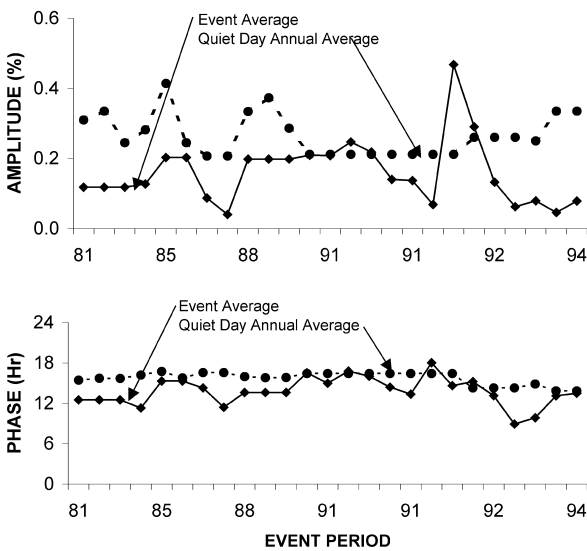 Event Average
Quiet Day Annual Average
AMPLITUDE (%)
0.6
0.4
0.2
0.0
81 85 88 91 91 92 94
Event Average
Quiet Day Annual Average
PHASE (Hr)
24
18
12
6
0
81 85 88 91 91 92 94
EVENT PERIOD